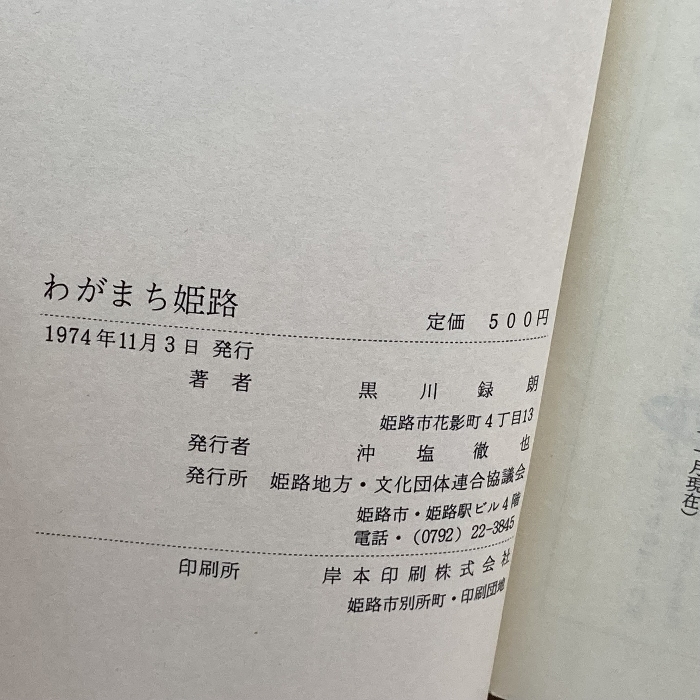 わがまち姫路
定価 500円
1974年11月3日 発行
著者 黒川録朗
姫路市花影町4丁目13
発行者 沖塩徹也
発行所 姫路地方・文化団体連合協議会
姫路市・姫路駅ビル4階
電話・(0792) 22-3845
印刷所 岸本印刷株式会社
姫路市別所町・印刷団地
月現在)